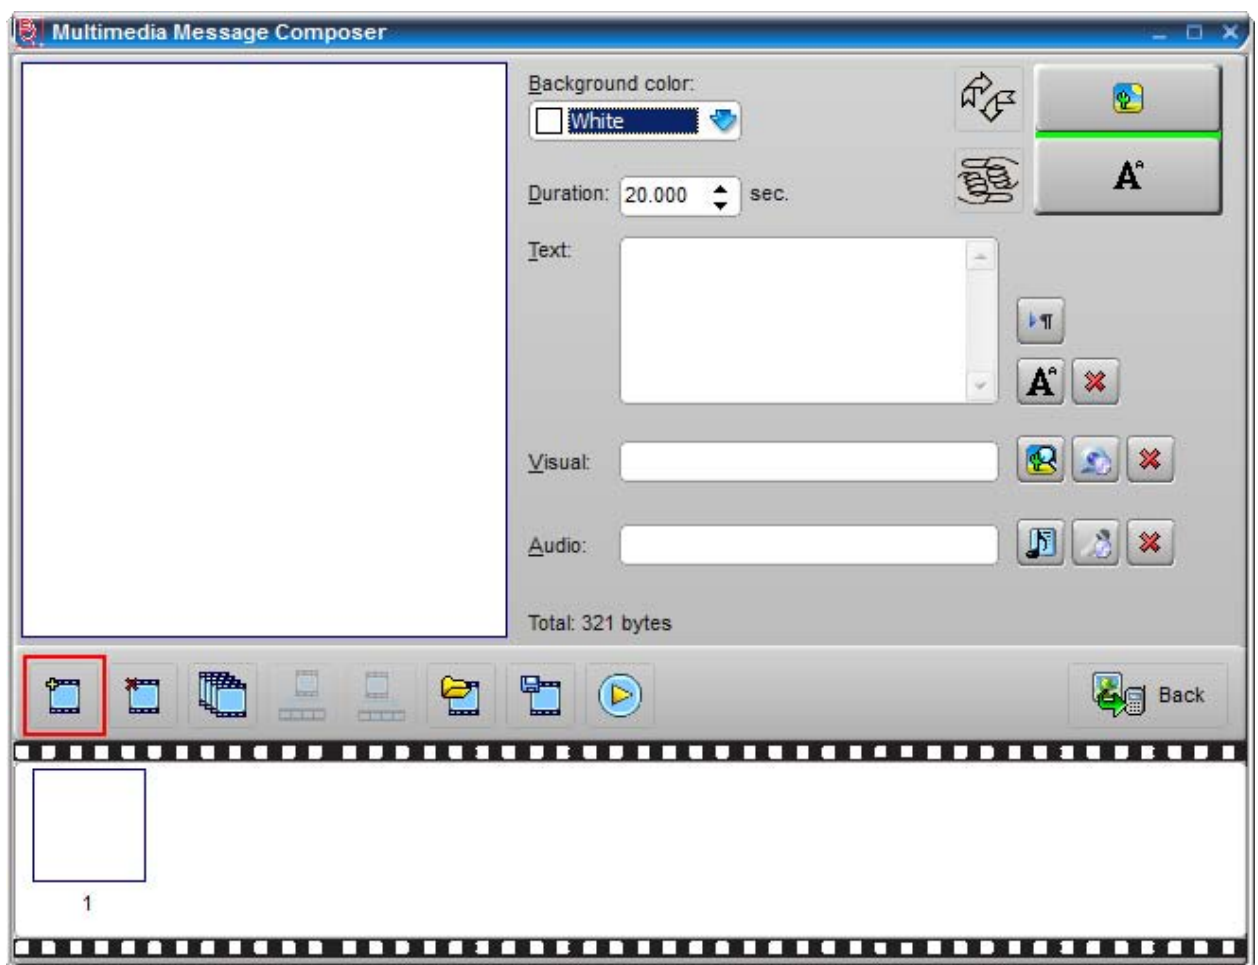 Multimedia Message Composer
Background color:
White
Duration: 20.000 sec.
Text:
Visual:
Audio:
Total: 321 bytes
Back
1